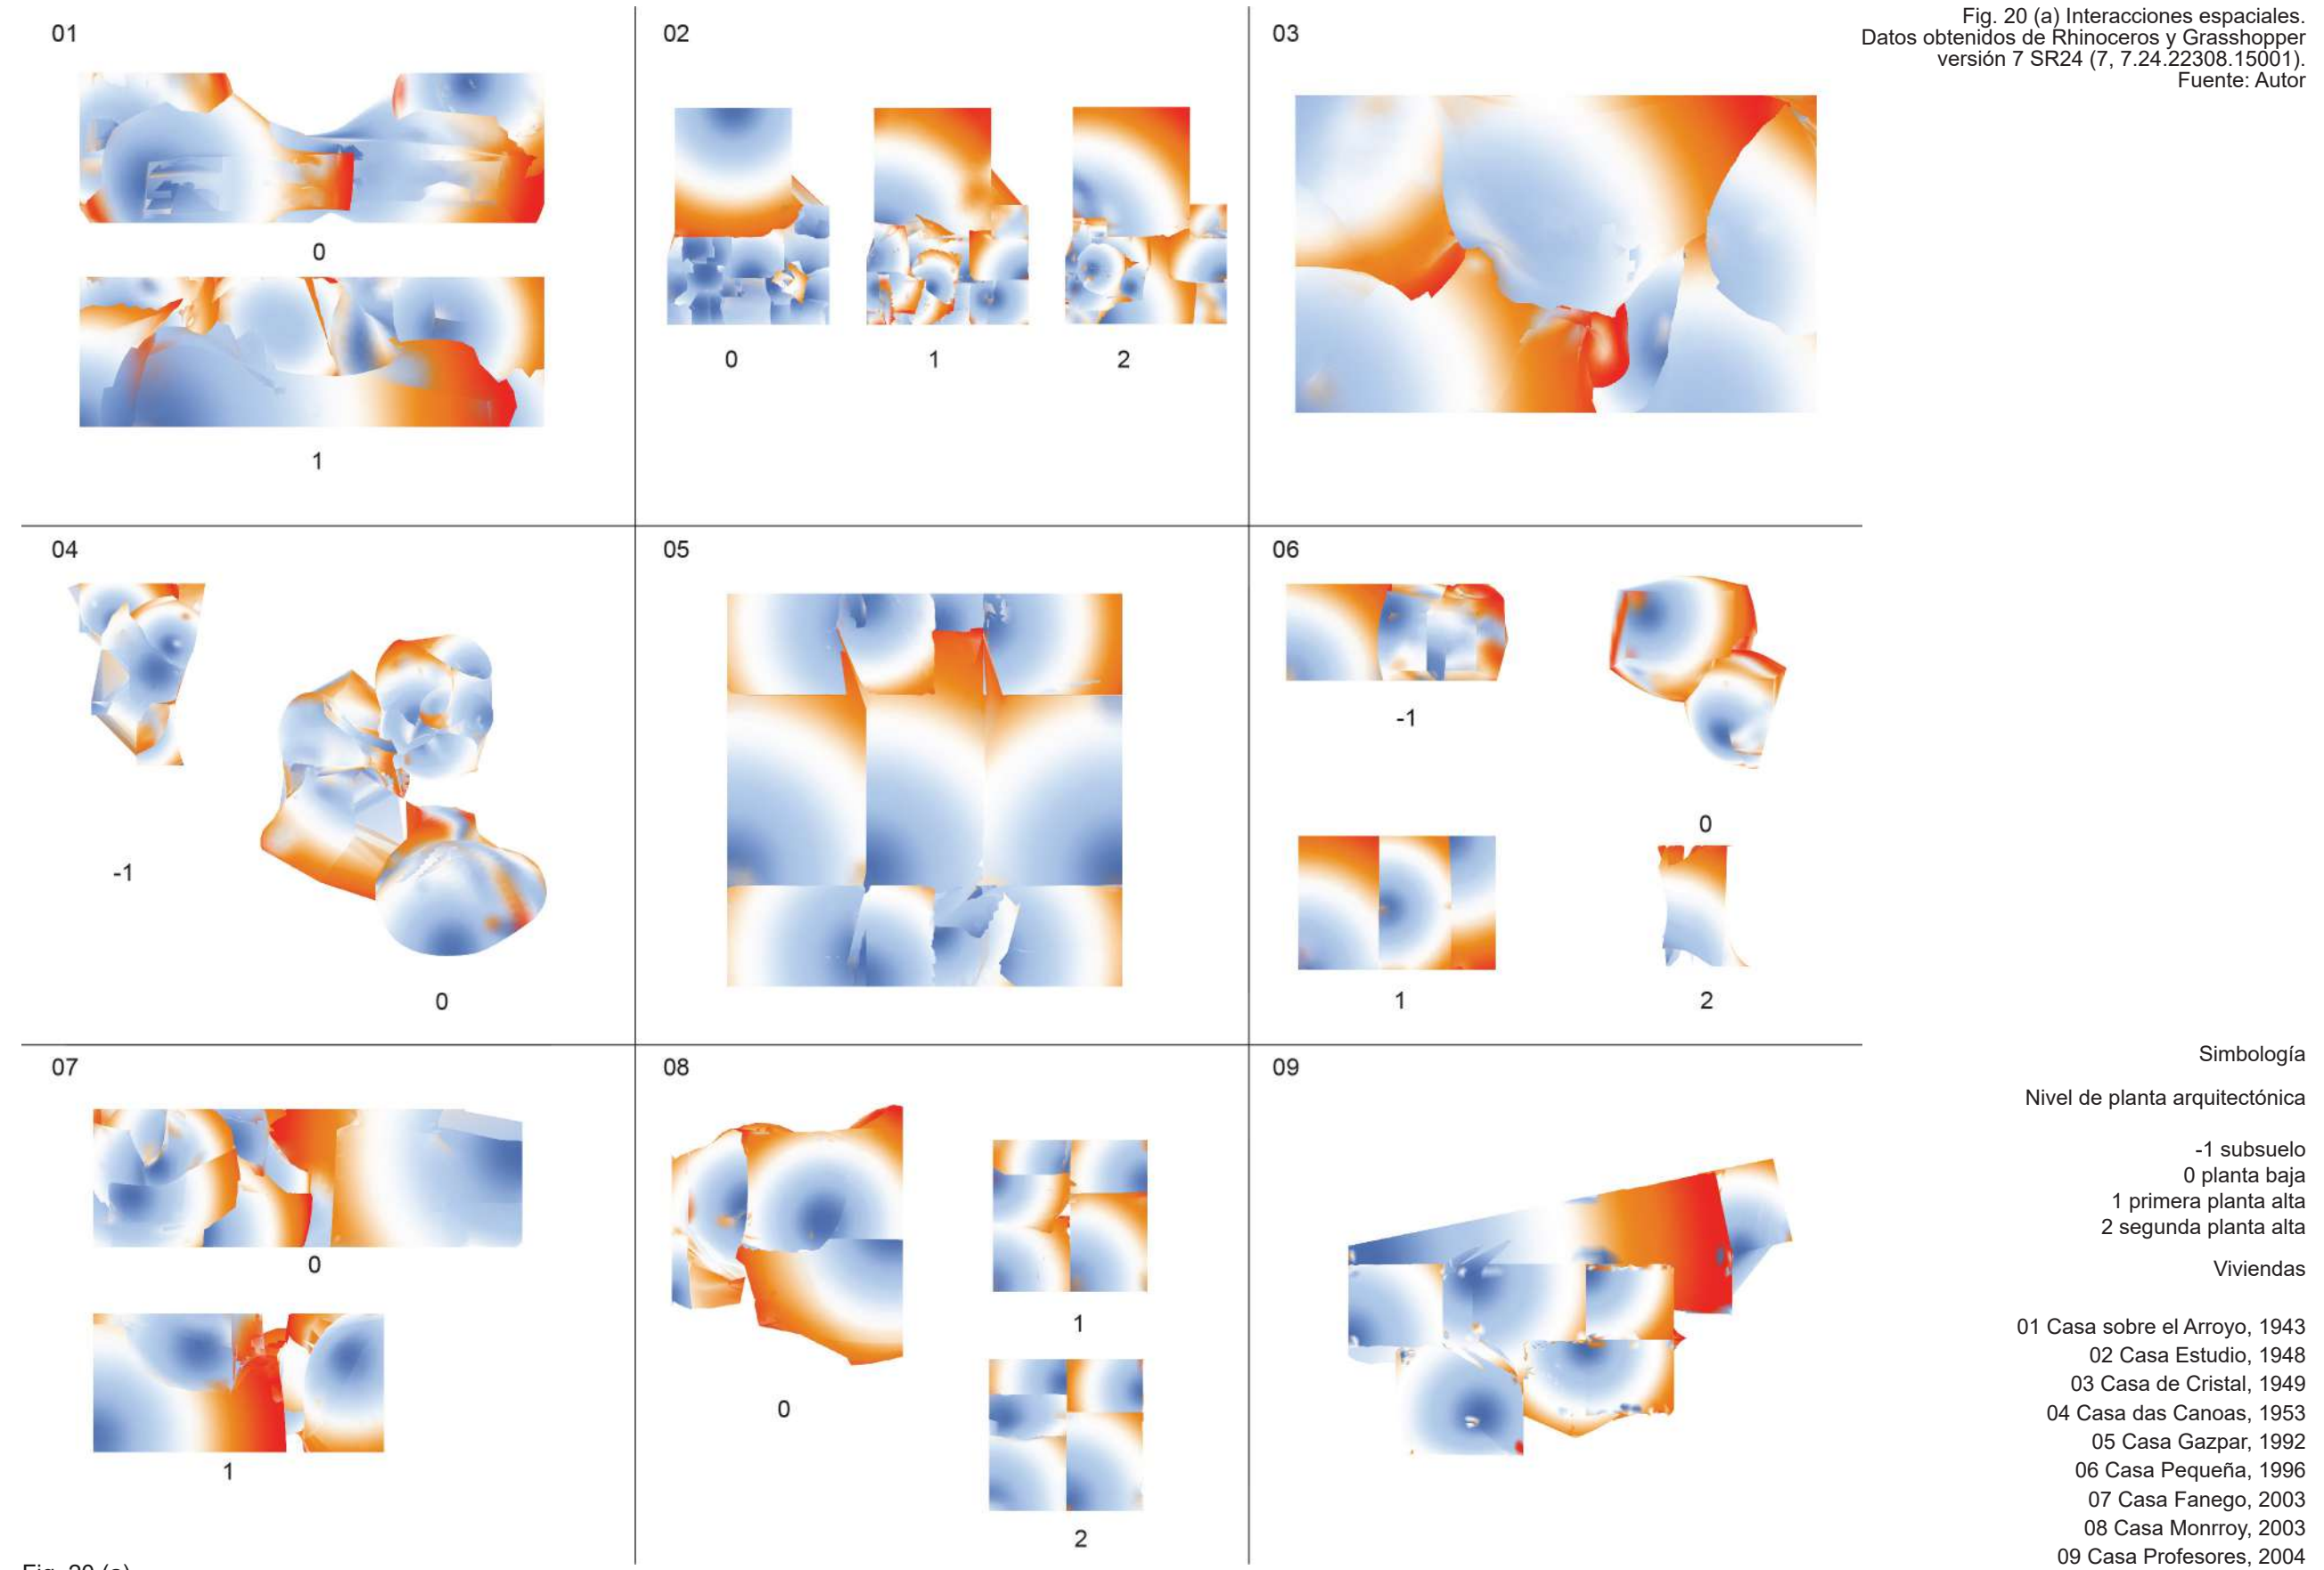 Fig. 20 (a) Interacciones espaciales.
Datos obtenidos de Rhinoceros y Grasshopper
versión 7 SR24 (7, 7.24.22308.15001).
Fuente: Autor
01
0
1
02
0
1
2
03
04
-1
0
05
06
-1
0
1
2
07
0
1
08
0
1
2
09
Simbología
Nivel de planta arquitectónica
-1 subsuelo
0 planta baja
1 primera planta alta
2 segunda planta alta
Viviendas
01 Casa sobre el Arroyo, 1943
02 Casa Estudio, 1948
03 Casa de Cristal, 1949
04 Casa das Canoas, 1953
05 Casa Gazpar, 1992
06 Casa Pequeña, 1996
07 Casa Fanego, 2003
08 Casa Monrroy, 2003
09 Casa Profesores, 2004
Fig. 20 (a)